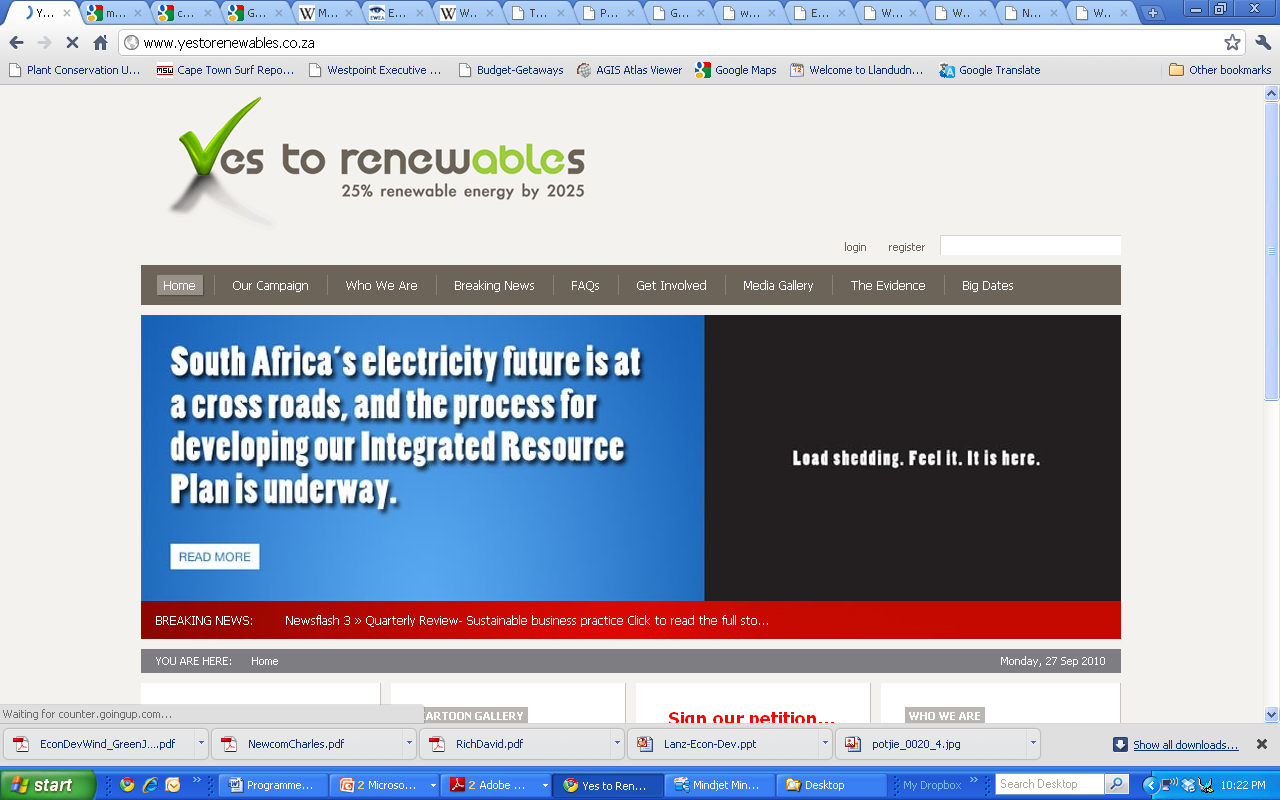 Y...
m...
c...
G...
M...
E...
W...
T...
P...
G...
w...
E...
W...
W...
N...
W...
www.yestorenewables.co.za
Plant Conservation U...
Cape Town Surf Repo...
Westpoint Executive ...
Budget-Getaways
AGIS Atlas Viewer
Google Maps
Welcome to Llandudn...
Google Translate
Other bookmarks
es to renewables
25% renewable energy by 2025
login register
Home Our Campaign Who We Are Breaking News FAQs Get Involved Media Gallery The Evidence Big Dates
South Africa's electricity future is at
a cross roads, and the process for
developing our Integrated Resource
Plan is underway.
READ MORE
Load shedding. Feel it. It is here.
BREAKING NEWS: Newsflash 3 » Quarterly Review- Sustainable business practice Click to read the full sto...
YOU ARE HERE: Home Monday, 27 Sep 2010
CARTOON GALLERY
Sign our petition...
WHO WE ARE
Waiting for counter.goingup.com...
EconDevWind_GreenJ....pdf
NewcomCharles.pdf
RichDavid.pdf
Lanz-Econ-Dev.ppt
potjie_0020_4.jpg
Show all downloads...
start
Programme...
2 Microso...
2 Adobe ...
Yes to Ren...
Mindjet Min...
Desktop
My Dropbox
Search Desktop
10:22 PM